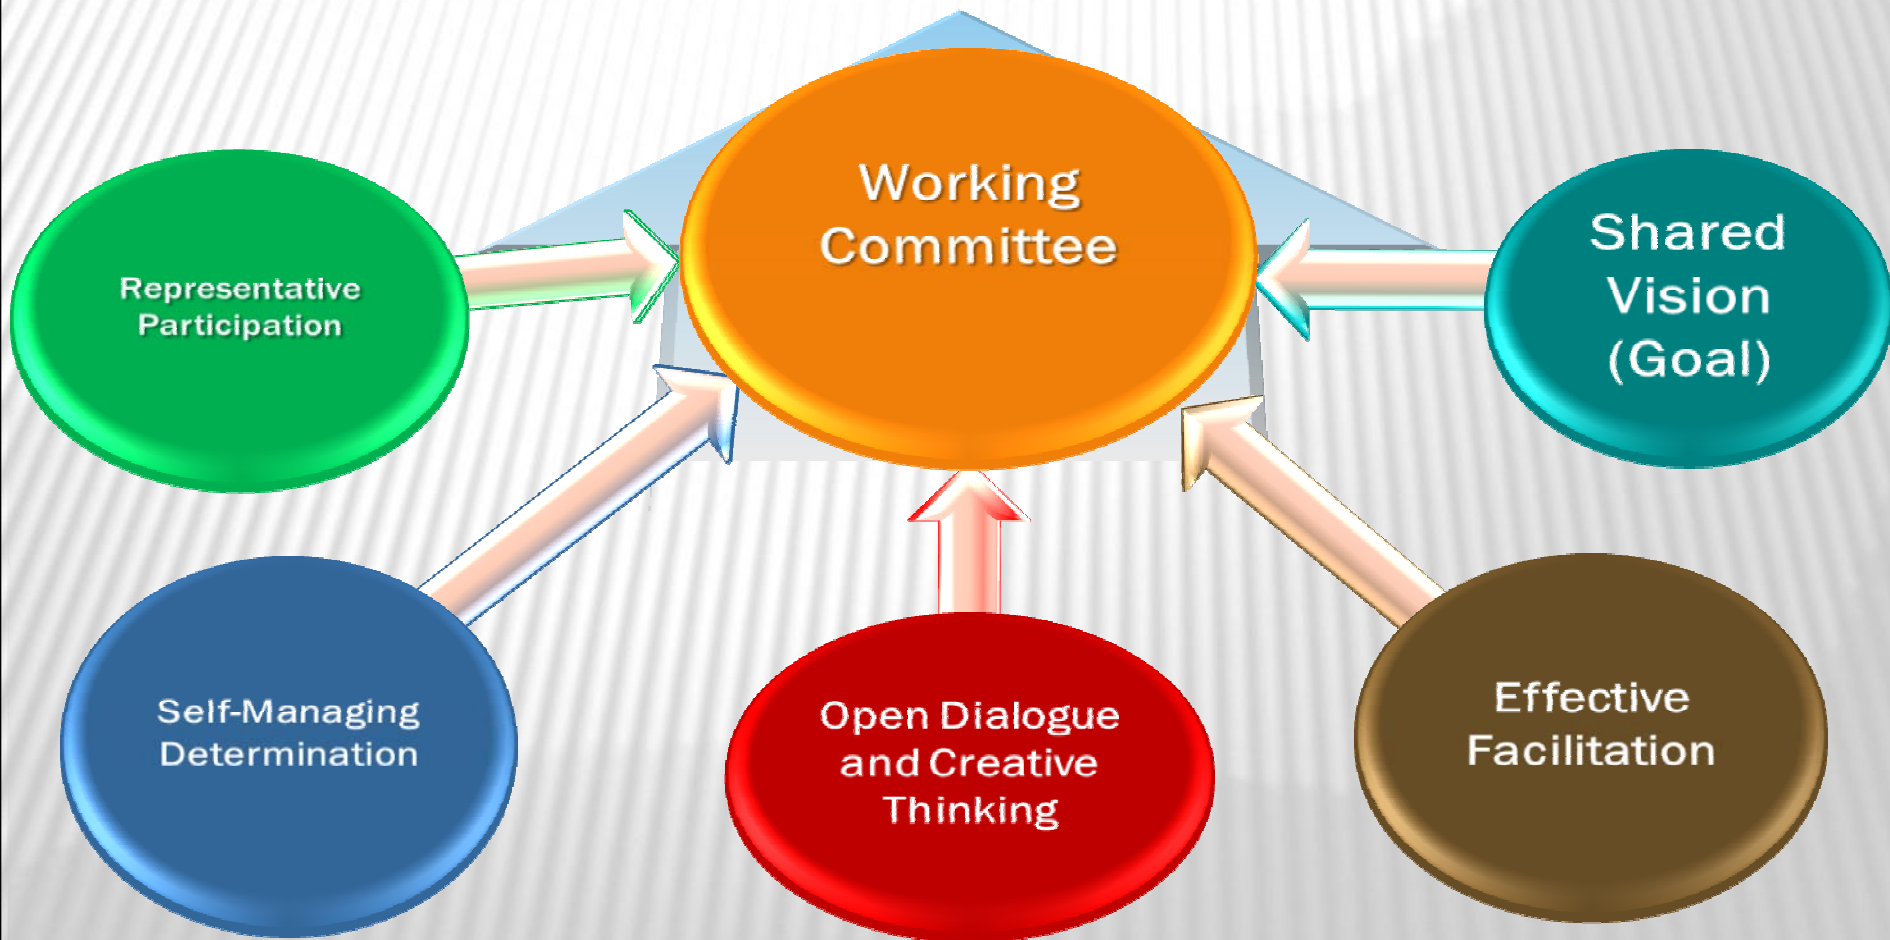 Working
Committee
Representative
Participation
Shared
Vision
(Goal)
Self-Managing
Determination
Open Dialogue
and Creative
Thinking
Effective
Facilitation